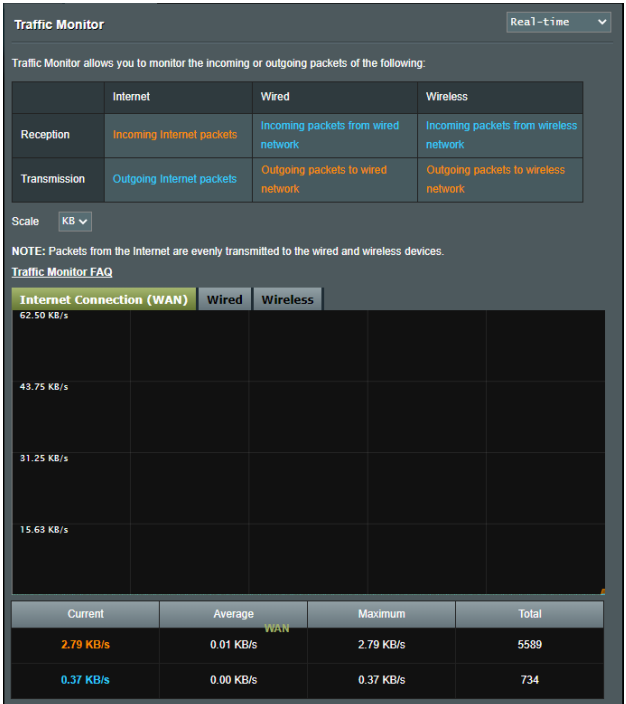 Traffic Monitor
Real-time
Traffic Monitor allows you to monitor the incoming or outgoing packets of the following:
Internet Wired Wireless
Reception Incoming Internet packets Incoming packets from wired network Incoming packets from wireless network
Transmission Outgoing Internet packets Outgoing packets to wired network Outgoing packets to wireless network
Scale KB
NOTE: Packets from the Internet are evenly transmitted to the wired and wireless devices.
Traffic Monitor FAQ
Internet Connection (WAN) Wired Wireless
62.50 KB/s
43.75 KB/s
31.25 KB/s
15.63 KB/s
Current Average Maximum Total
WAN
2.79 KB/s 0.01 KB/s 2.79 KB/s 5589
0.37 KB/s 0.00 KB/s 0.37 KB/s 734